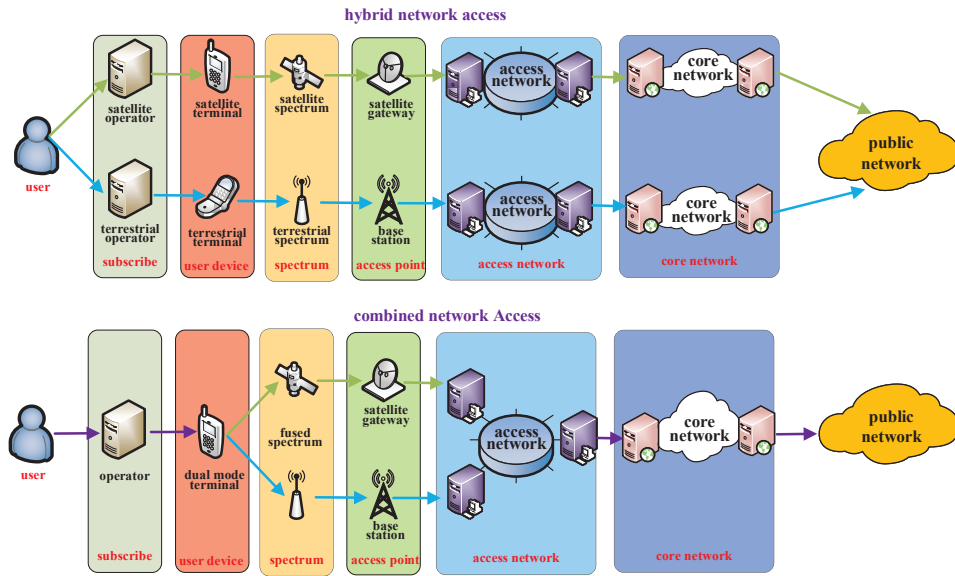 hybrid network access
satellite
operator
satellite
terminal
satellite
spectrum
satellite
gateway
access
network
core
network
public
network
user
terrestrial
operator
terrestrial
terminal
terrestrial
spectrum
base
station
access
network
core
network
subscribe
user device
spectrum
access point
access network
core network
combined network Access
user
operator
dual mode
terminal
fused
spectrum
satellite
gateway
base
station
access
network
core
network
public
network
subscribe
user device
spectrum
access point
access network
core network